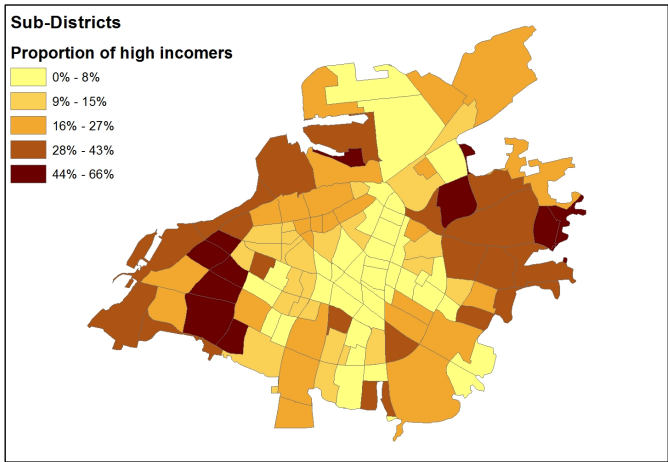 Sub-Districts
Proportion of high incomers
0% - 8%
9% - 15%
16% - 27%
28% - 43%
44% - 66%